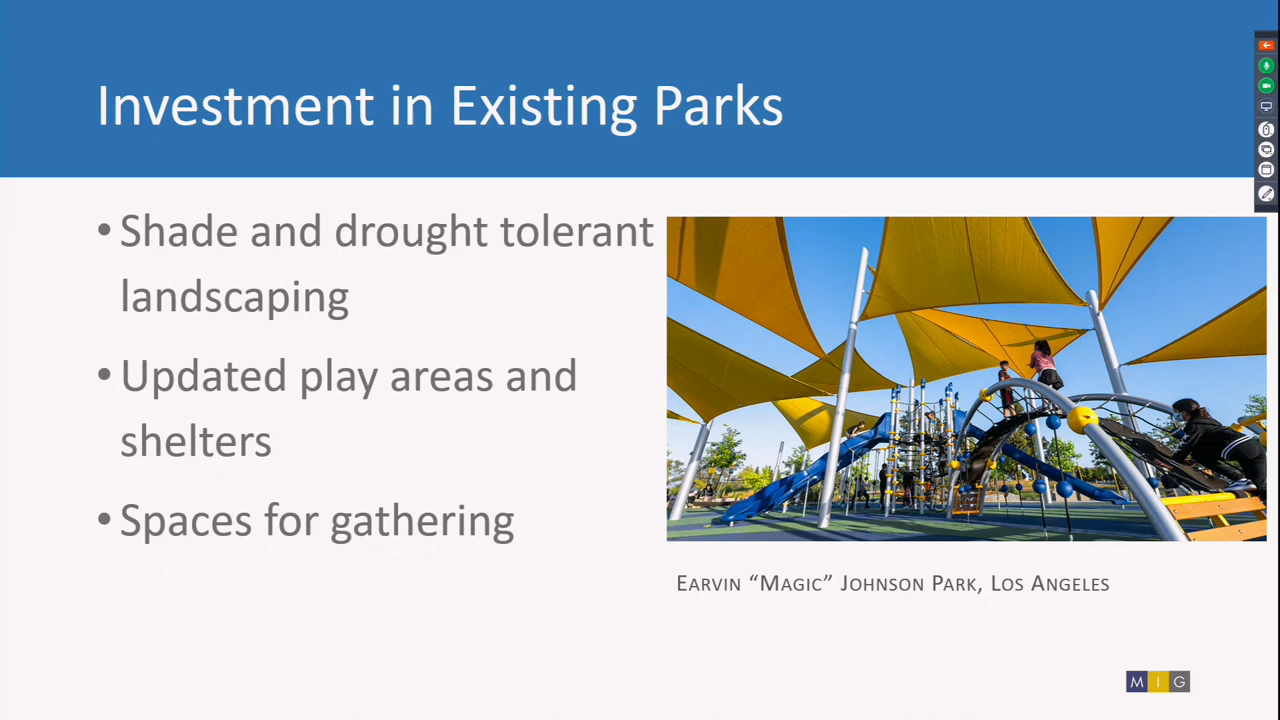 Investment in Existing Parks
• Shade and drought tolerant
landscaping
• Updated play areas and
shelters
• Spaces for gathering
EARVIN “MAGIC” JOHNSON PARK, LOS ANGELES
MIG